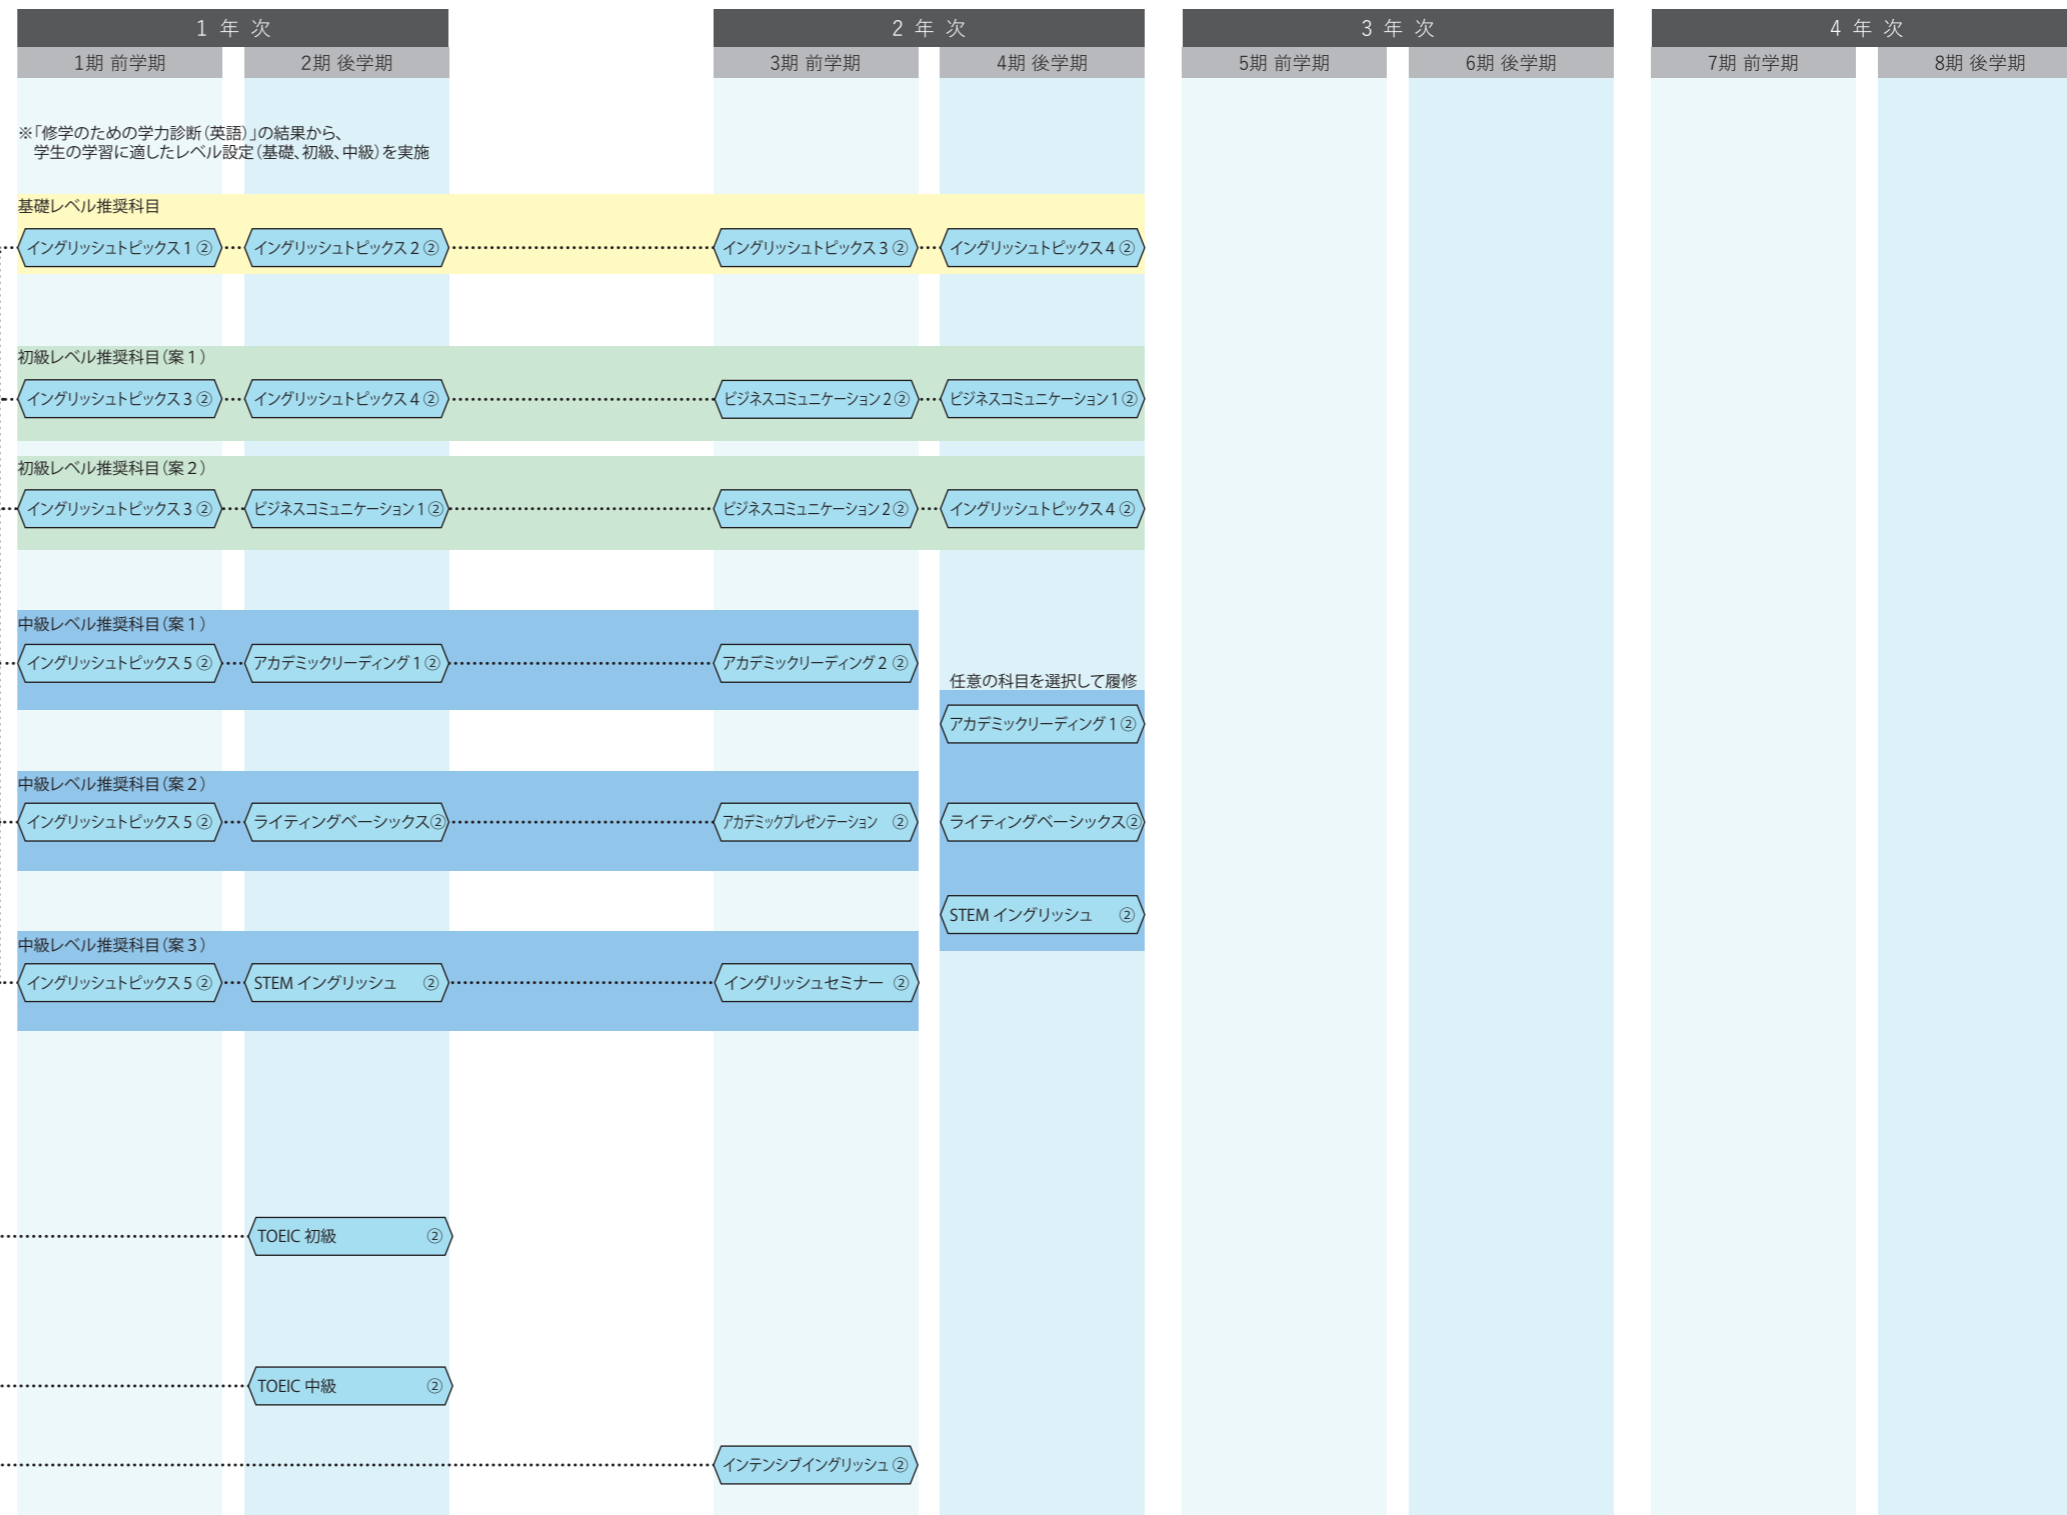 1 年 次
2 年 次
3 年 次
4 年 次
1期 前学期
2期 後学期
3期 前学期
4期 後学期
5期 前学期
6期 後学期
7期 前学期
8期 後学期
※「修学のための学力診断（英語）」の結果から、
学生の学習に適したレベル設定（基礎、初級、中級）を実施
基礎レベル推奨科目
イングリッシュトピックス 1 ②
イングリッシュトピックス 2 ②
イングリッシュトピックス 3 ②
イングリッシュトピックス 4 ②
初級レベル推奨科目（案１）
イングリッシュトピックス 3 ②
イングリッシュトピックス 4 ②
ビジネスコミュニケーション 2 ②
ビジネスコミュニケーション 1 ②
初級レベル推奨科目（案２）
イングリッシュトピックス 3 ②
ビジネスコミュニケーション 1 ②
ビジネスコミュニケーション 2 ②
イングリッシュトピックス 4 ②
中級レベル推奨科目（案１）
イングリッシュトピックス 5 ②
アカデミックリーディング 1 ②
アカデミックリーディング 2 ②
任意の科目を選択して履修
アカデミックリーディング 1 ②
中級レベル推奨科目（案２）
イングリッシュトピックス 5 ②
ライティングベーシックス ②
アカデミックプレゼンテーション ②
ライティングベーシックス ②
STEM イングリッシュ ②
中級レベル推奨科目（案３）
イングリッシュトピックス 5 ②
STEM イングリッシュ ②
イングリッシュセミナー ②
TOEIC 初級 ②
TOEIC 中級 ②
インテンシブイングリッシュ ②